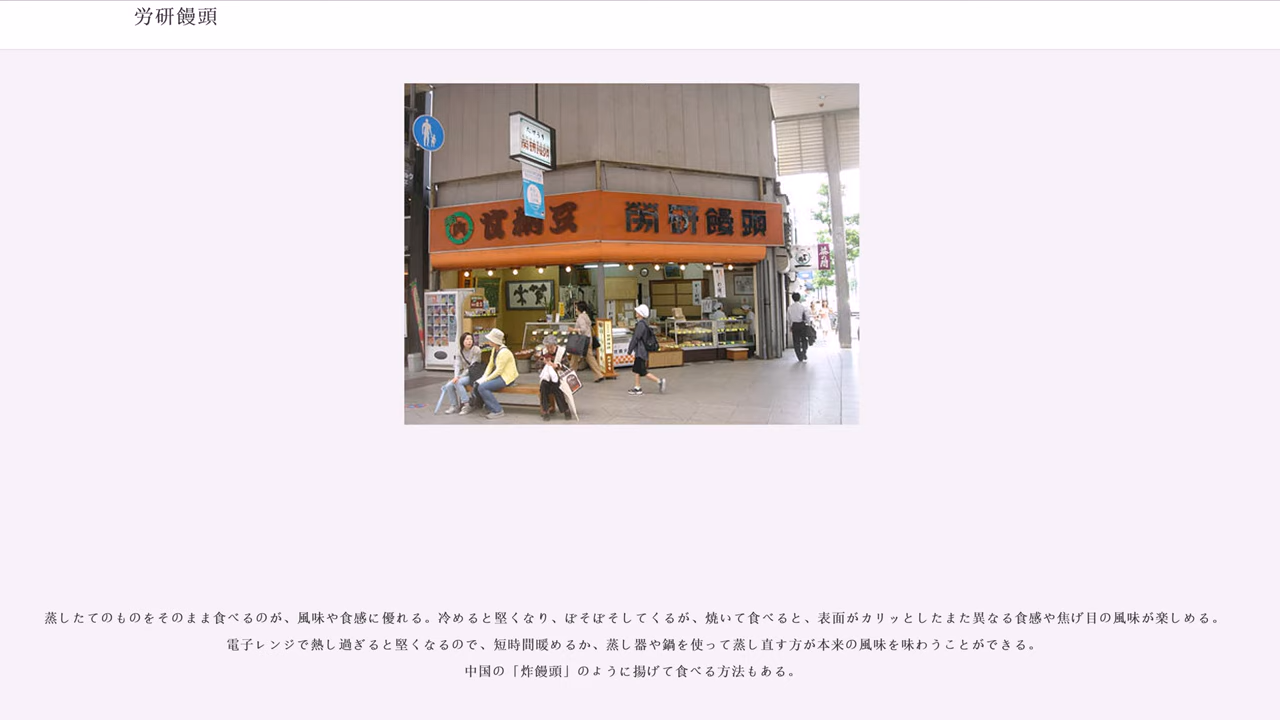 労研饅頭
勞研饅頭
蒸したてのものをそのまま食べるのが、風味や食感に優れる。冷めると堅くなり、ぼそぼそしてくるが、焼いて食べると、表面がカリッとしたまた異なる食感や焦げ目の風味が楽しめる。
電子レンジで熱し過ぎると堅くなるので、短時間暖めるか、蒸し器や鍋を使って蒸し直す方が本来の風味を味わうことができる。
中国の「炸饅頭」のように揚げて食べる方法もある。